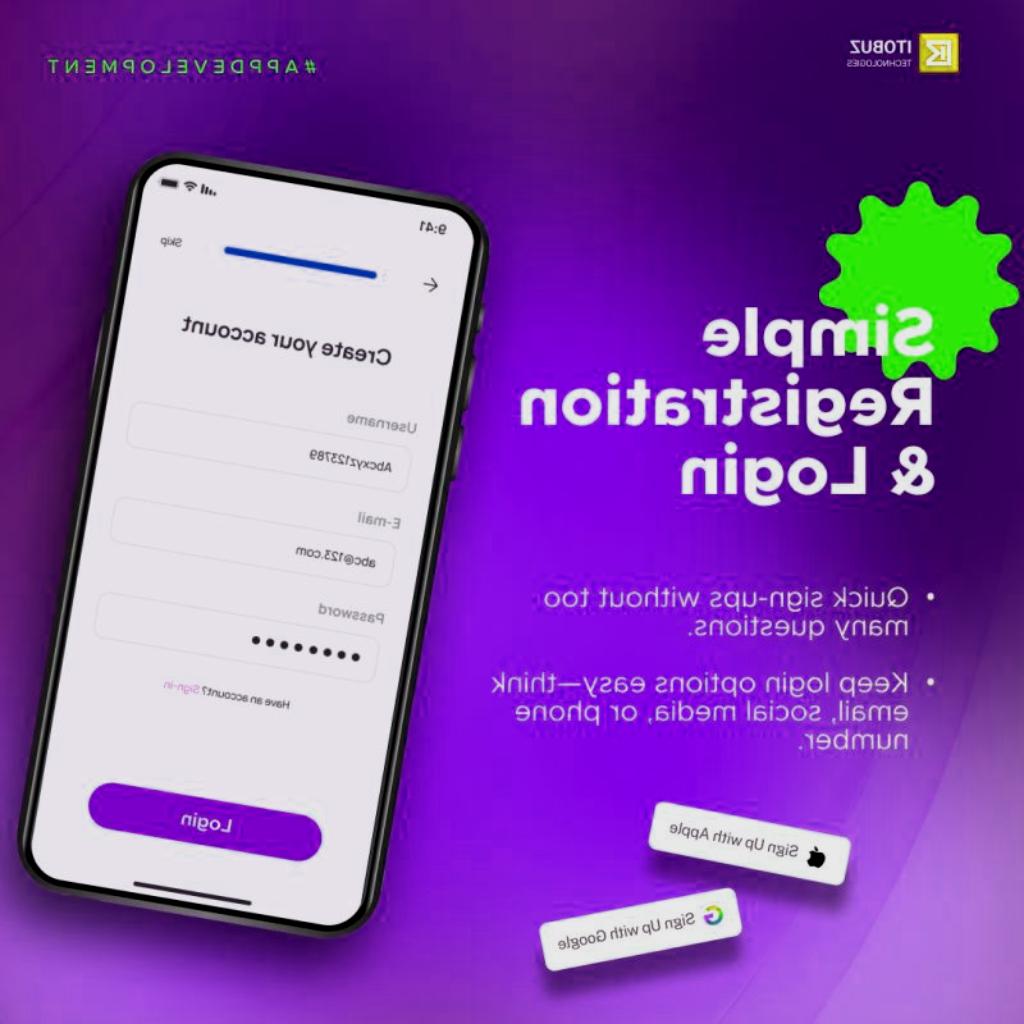 ITOBUZ
TECHNOLOGIES
#APPDEVELOPMENT
Simple
Registration
& Login
• Quick sign-ups without too
many questions.
• Keep login options easy—think
email, social media, or phone
number.
Sign Up with Apple
Sign Up with Google
9:41
Skip
Create your account
Username
Abcxyz123789
E-mail
abc@123.com
Password
••••••••
Have an account? Sign-in
Login